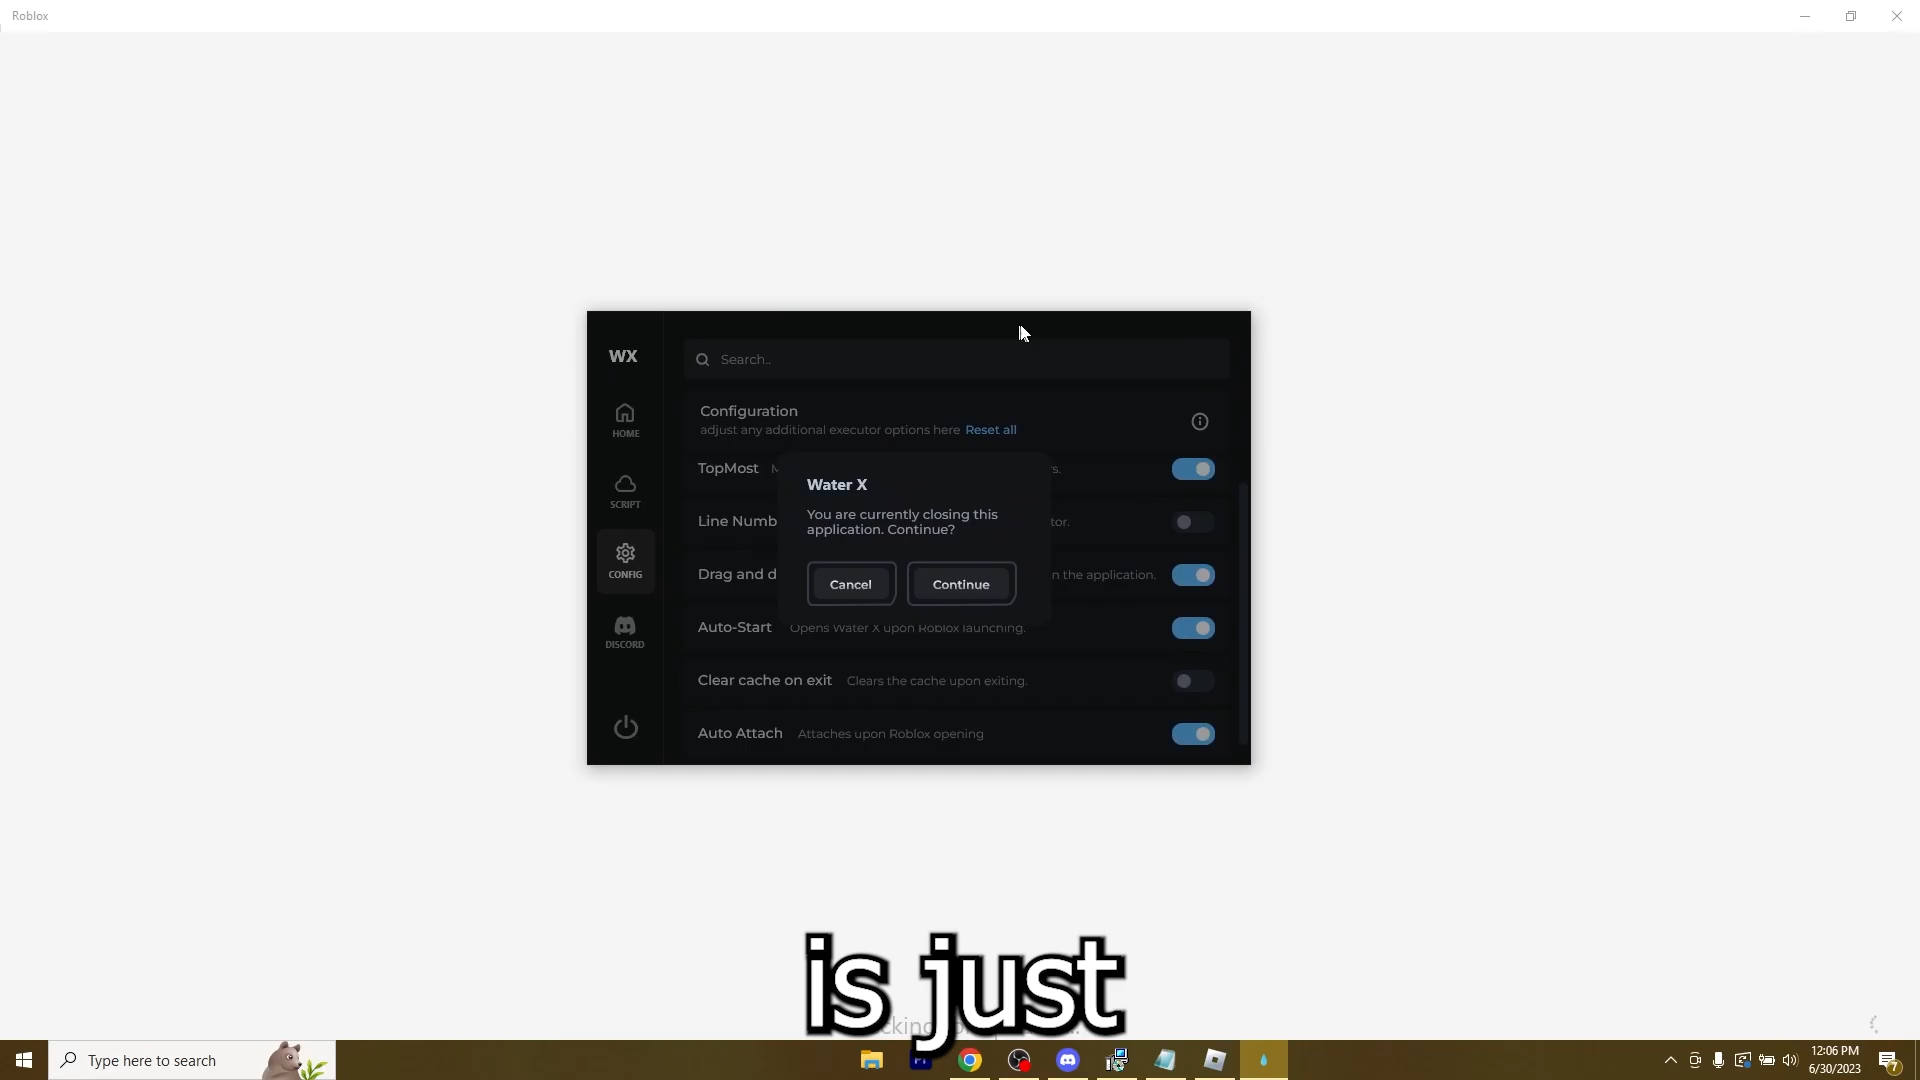 Roblox
WX
Search..
HOME
Configuration
adjust any additional executor options here Reset all
TopMost
s.
SCRIPT
Line Numb
tor.
Water X
You are currently closing this
application. Continue?
CONFIG
Drag and d
n the application.
Cancel
Continue
DISCORD
Auto-Start Opens Water X upon Roblox launching.
Clear cache on exit Clears the cache upon exiting.
Auto Attach Attaches upon Roblox opening
is just
Type here to search
12:06 PM
6/30/2023
7